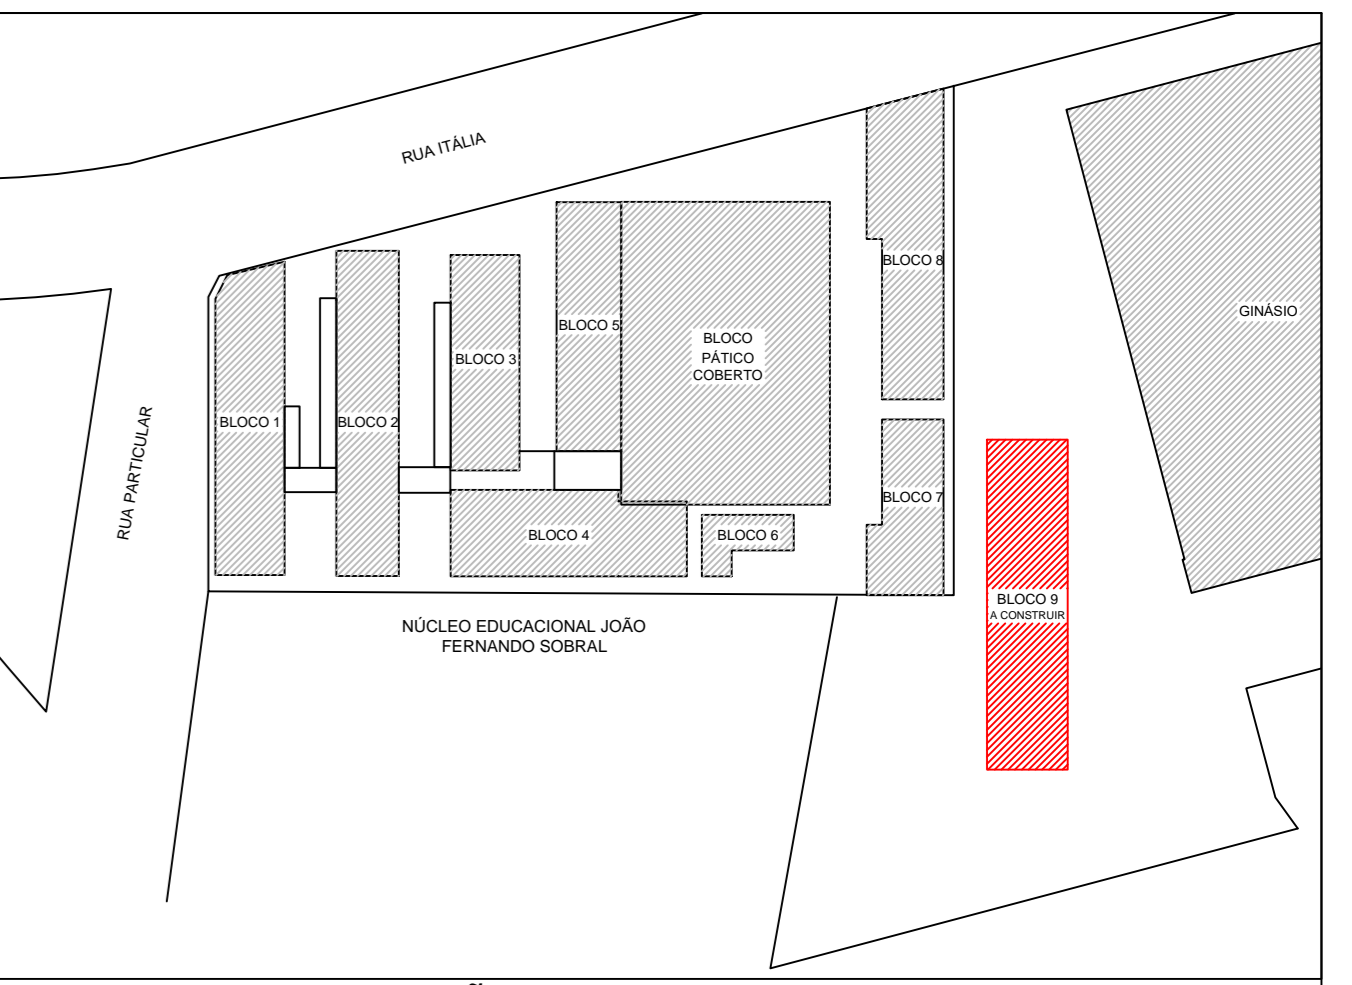 RUA ITÁLIA
BLOCO 8
GINÁSIO
BLOCO 5
BLOCO
PÁTICO
COBERTO
BLOCO 3
BLOCO 1
BLOCO 2
RUA PARTICULAR
BLOCO 7
BLOCO 4
BLOCO 6
BLOCO 9
A CONSTRUIR
NÚCLEO EDUCACIONAL JOÃO
FERNANDO SOBRAL